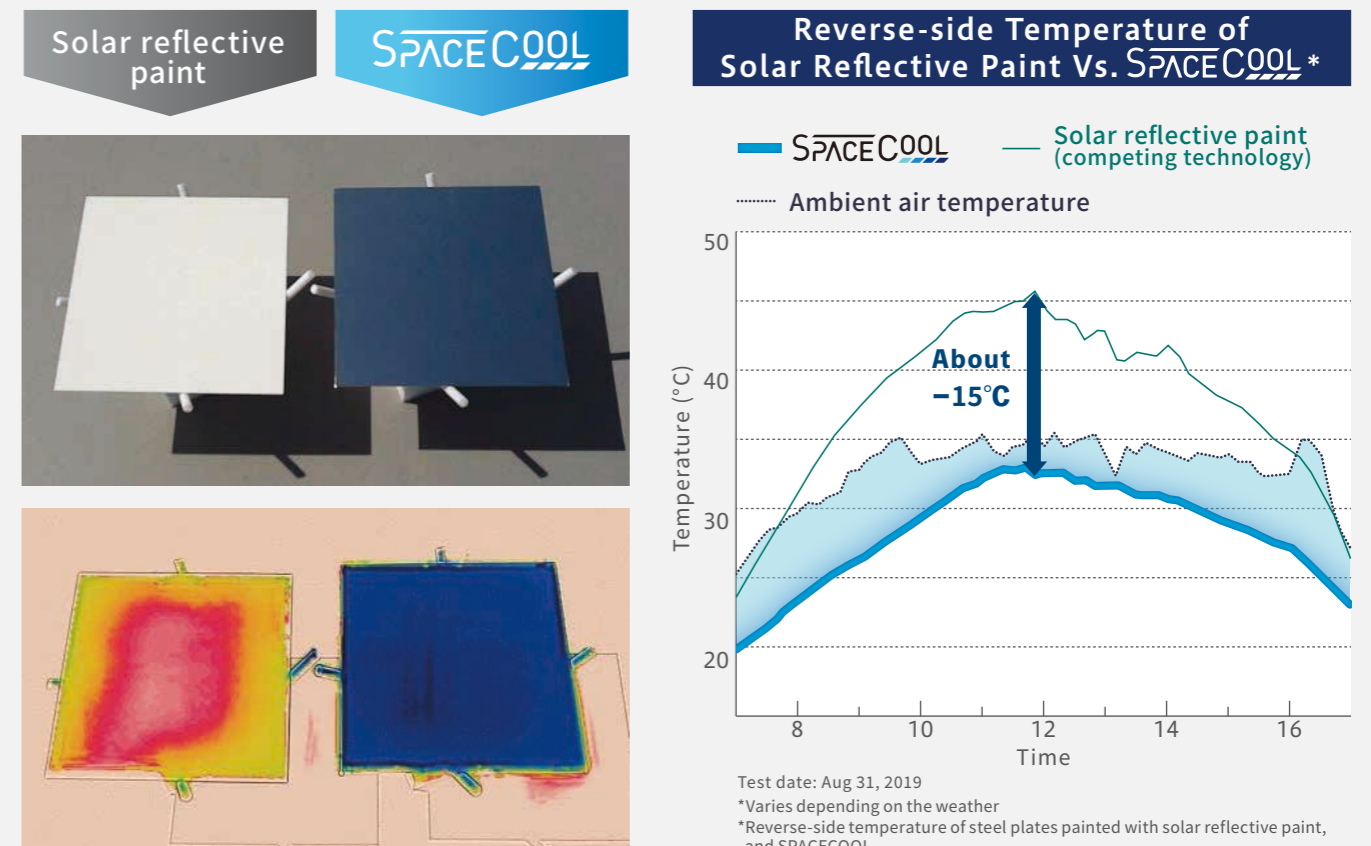 Solar reflective
paint
SPACECOOL
Reverse-side Temperature of
Solar Reflective Paint Vs. SPACECOOL*
SPACECOOL
Solar reflective paint
(competing technology)
Ambient air temperature
50
40
30
20
Temperature (°C)
About
−15°C
8 10 12 14 16
Time
Test date: Aug 31, 2019
*Varies depending on the weather
*Reverse-side temperature of steel plates painted with solar reflective paint,
and SPACECOOL